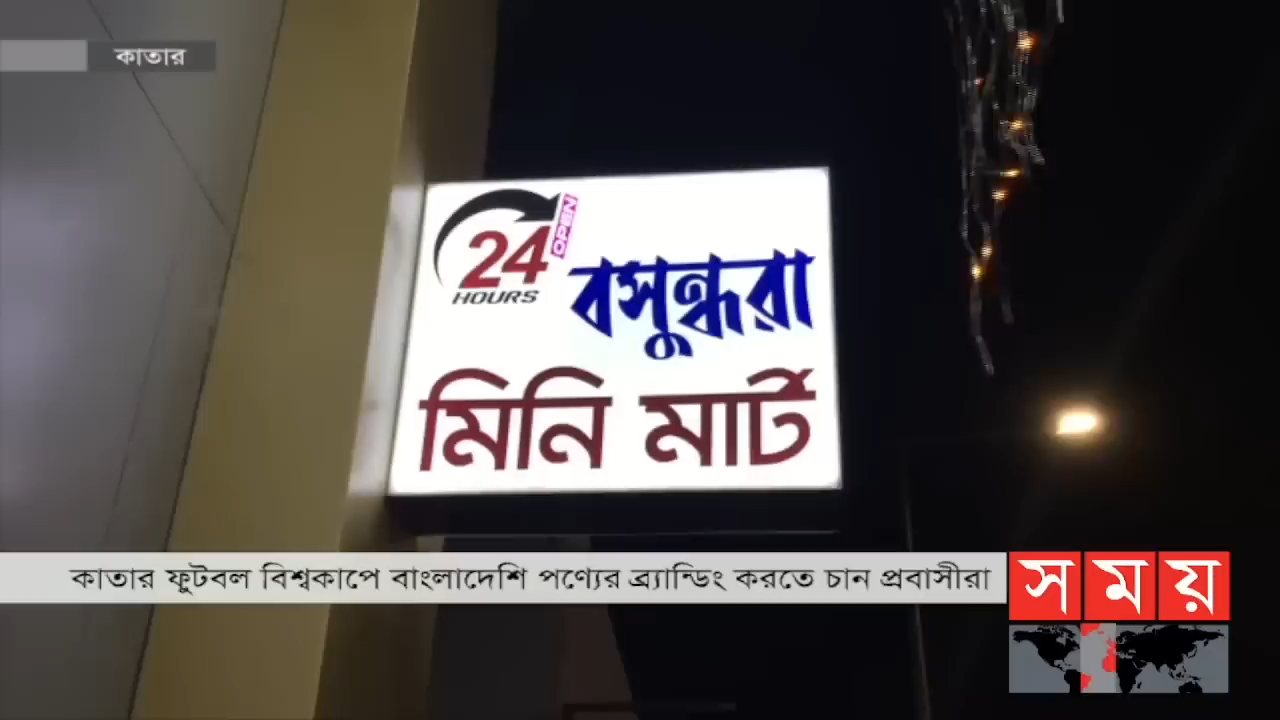 কাতার
24
OPEN
HOURS
বসুন্ধরা
মিনি মার্ট
কাতার ফুটবল বিশ্বকাপে বাংলাদেশি পণ্যের ব্র্যান্ডিং করতে চান প্রবাসীরা
সময়